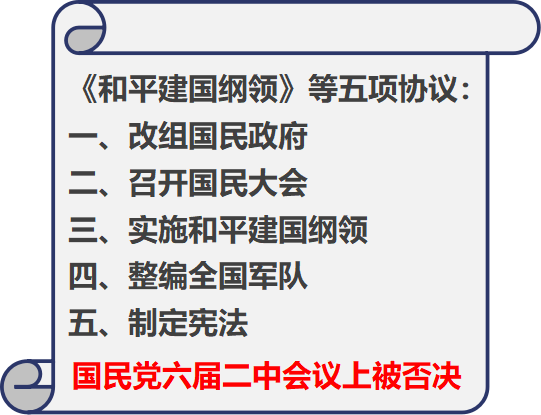 《和平建国纲领》等五项协议：
一、改组国民政府
二、召开国民大会
三、实施和平建国纲领
四、整编全国军队
五、制定宪法
国民党六届二中会议上被否决